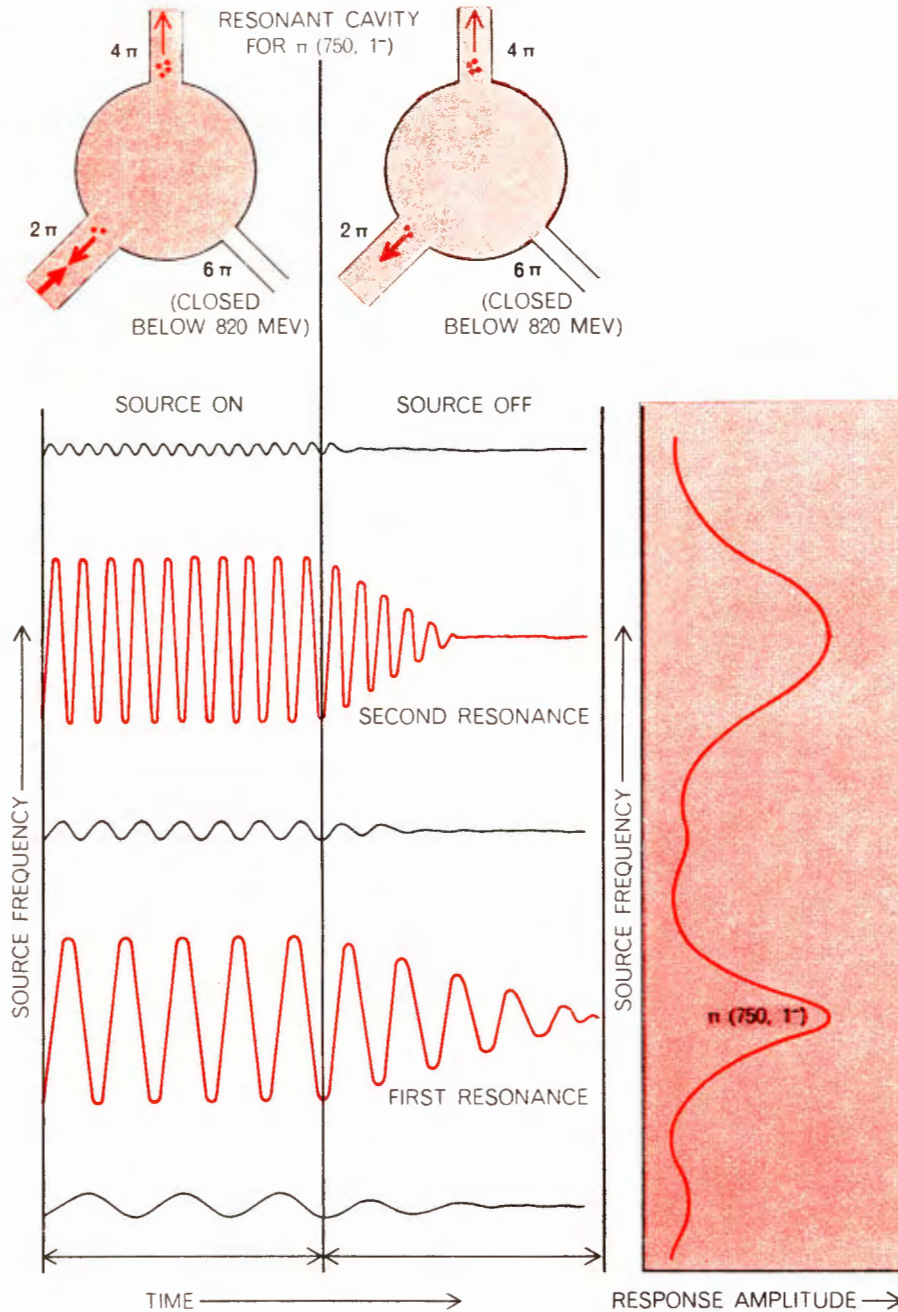 RESONANT CAVITY
FOR π (750, 1⁻)
4 π
4 π
2 π
2 π
6 π
(CLOSED
BELOW 820 MEV)
6 π
(CLOSED
BELOW 820 MEV)
SOURCE ON
SOURCE OFF
SECOND RESONANCE
SOURCE FREQUENCY
SOURCE FREQUENCY
π (750, 1⁻)
FIRST RESONANCE
TIME
RESPONSE AMPLITUDE